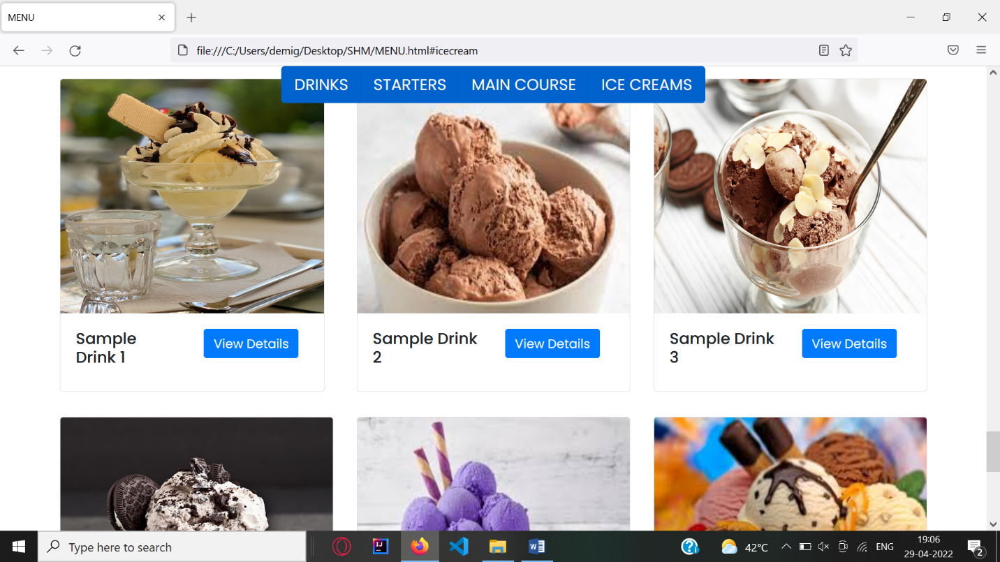 MENU
file:///C:/Users/demig/Desktop/SHM/MENU.html#icecream
DRINKS STARTERS MAIN COURSE ICE CREAMS
Sample
Drink 1
View Details
Sample Drink
2
View Details
Sample Drink
3
View Details
Type here to search
IJ
W
42°C
ENG
19:06
29-04-2022
2